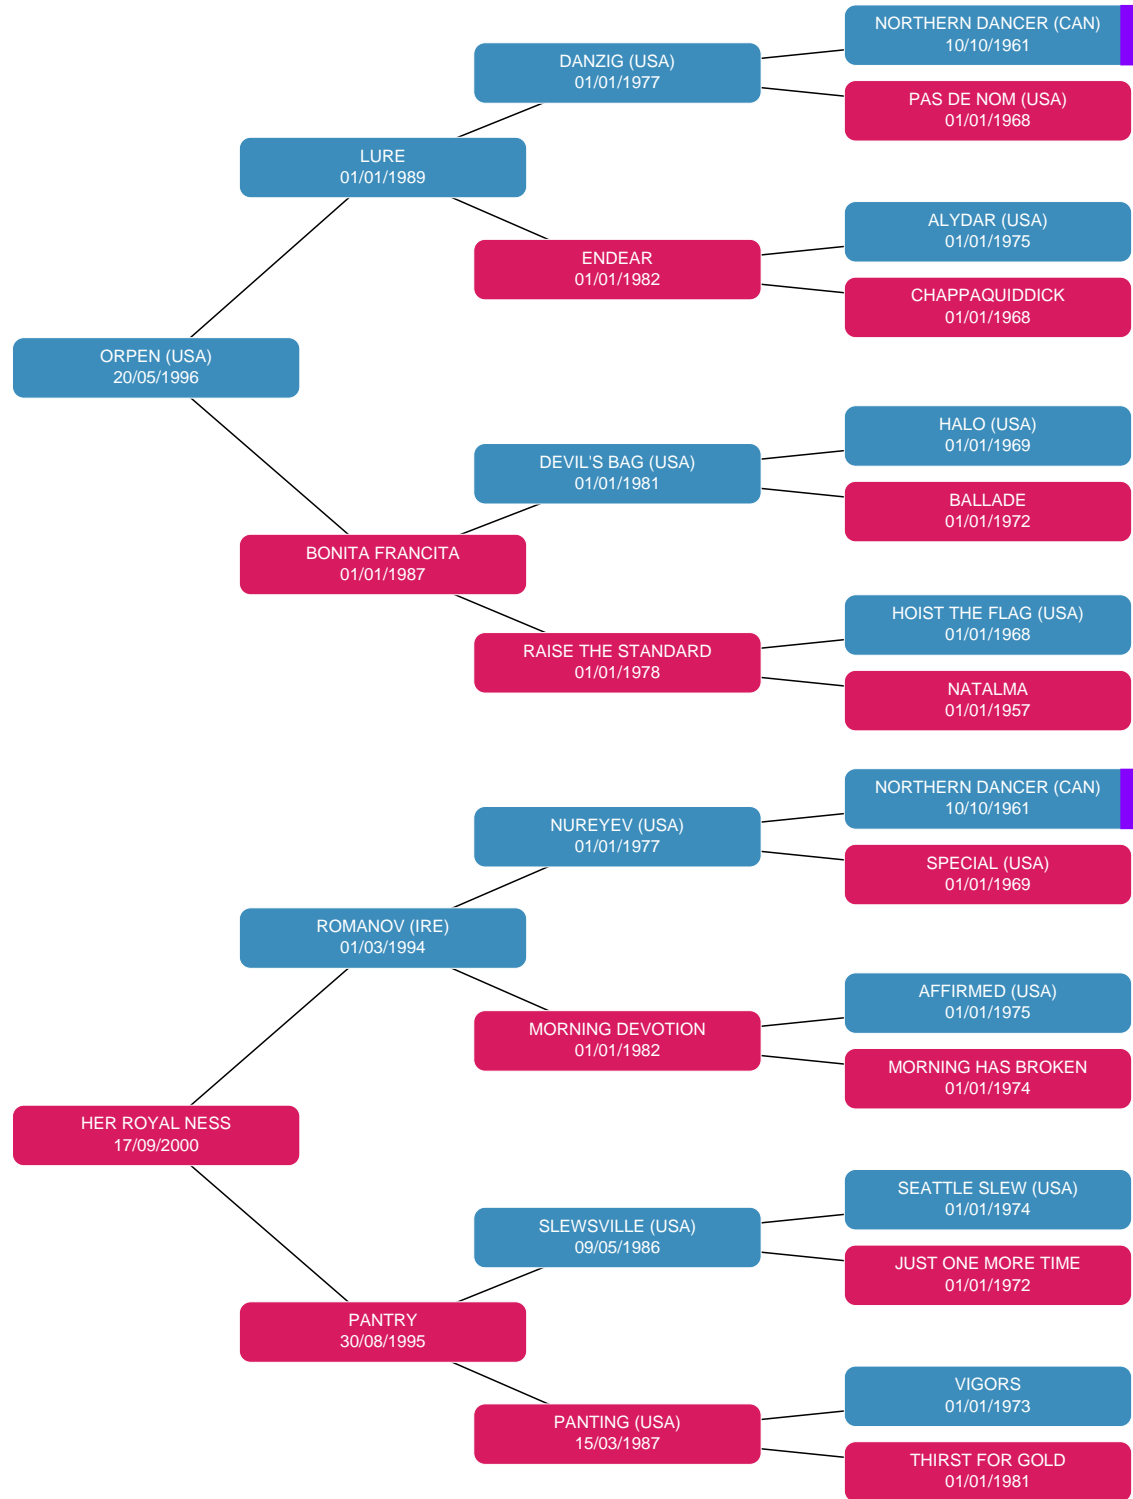 NORTHERN DANCER (CAN)
10/10/1961
DANZIG (USA)
01/01/1977
PAS DE NOM (USA)
01/01/1968
LURE
01/01/1989
ALYDAR (USA)
01/01/1975
ENDEAR
01/01/1982
CHAPPAQUIDDICK
01/01/1968
ORPEN (USA)
20/05/1996
HALO (USA)
01/01/1969
DEVIL'S BAG (USA)
01/01/1981
BALLADE
01/01/1972
BONITA FRANCITA
01/01/1987
HOIST THE FLAG (USA)
01/01/1968
RAISE THE STANDARD
01/01/1978
NATALMA
01/01/1957
NORTHERN DANCER (CAN)
10/10/1961
NUREYEV (USA)
01/01/1977
SPECIAL (USA)
01/01/1969
ROMANOV (IRE)
01/03/1994
AFFIRMED (USA)
01/01/1975
MORNING DEVOTION
01/01/1982
MORNING HAS BROKEN
01/01/1974
HER ROYAL NESS
17/09/2000
SEATTLE SLEW (USA)
01/01/1974
SLEWSVILLE (USA)
09/05/1986
JUST ONE MORE TIME
01/01/1972
PANTRY
30/08/1995
VIGORS
01/01/1973
PANTING (USA)
15/03/1987
THIRST FOR GOLD
01/01/1981